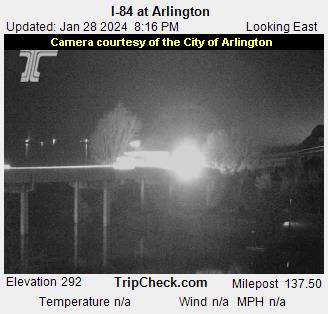 I-84 at Arlington
Updated: Jan 28 2024 8:16 PM Looking East
Camera courtesy of the City of Arlington
Elevation 292 TripCheck.com Milepost 137.50
Temperature n/a Wind n/a MPH n/a